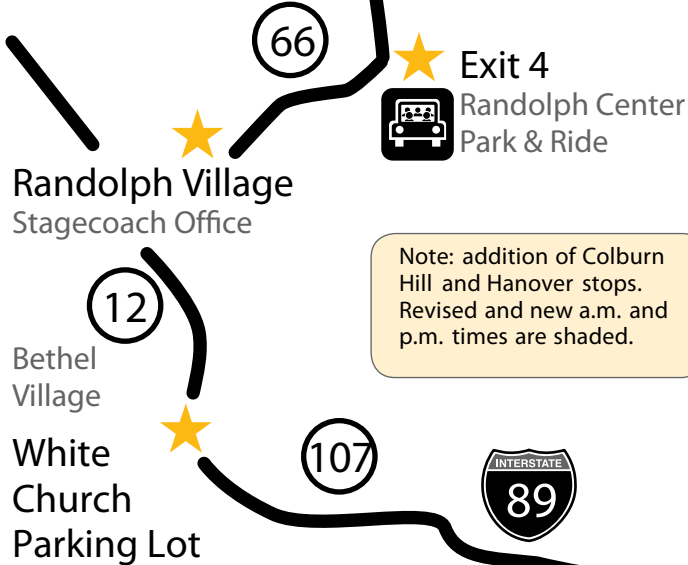 66
Exit 4
Randolph Center
Park & Ride
Randolph Village
Stagecoach Office
Note: addition of Colburn
Hill and Hanover stops.
Revised and new a.m. and
p.m. times are shaded.
12
Bethel
Village
White
Church
Parking Lot
107
INTERSTATE
89